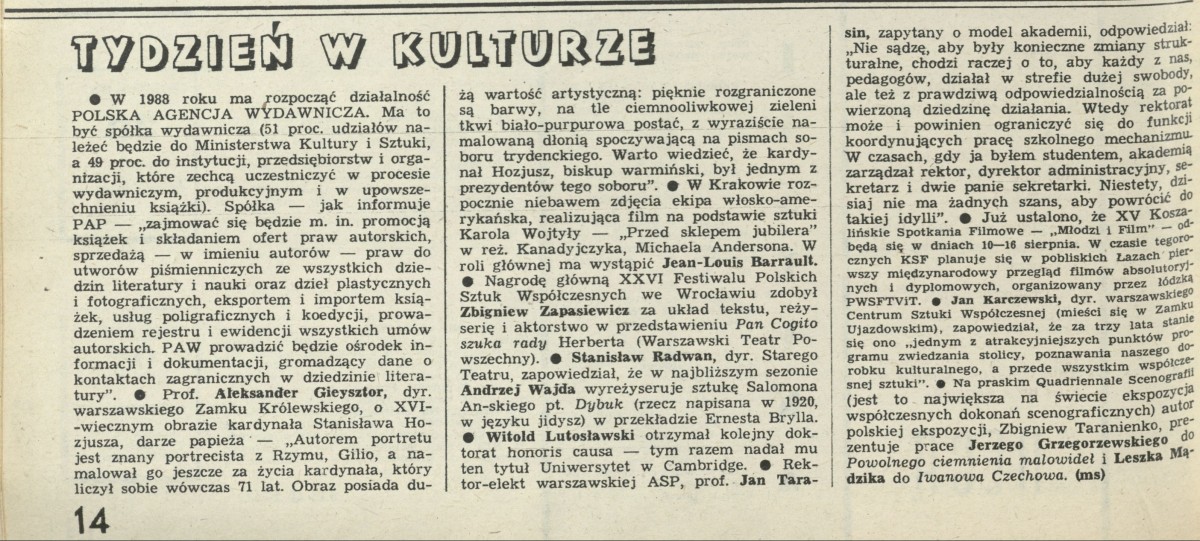 TYDZIEŃ W KULTURZE
● W 1988 roku ma rozpocząć działalność
POLSKA AGENCJA WYDAWNICZA. Ma to
być spółka wydawnicza (51 proc. udziałów na-
leżeć będzie do Ministerstwa Kultury i Sztuki,
a 49 proc. do instytucji, przedsiębiorstw i orga-
nizacji, które zechcą uczestniczyć w procesie
wydawniczym, produkcyjnym i w upowsze-
chnieniu książki). Spółka — jak informuje
PAP — „zajmować się będzie m. in. promocją
książek i składaniem ofert praw autorskich,
sprzedażą — w imieniu autorów — praw do
utworów piśmienniczych ze wszystkich dzie-
dzin literatury i nauki oraz dzieł plastycznych
i fotograficznych, eksportem i importem ksią-
żek, usług poligraficznych i koedycji, prowa-
dzeniem rejestru i ewidencji wszystkich umów
autorskich. PAW prowadzić będzie ośrodek in-
formacji i dokumentacji, gromadzący dane o
kontaktach zagranicznych w dziedzinie litera-
tury”. ● Prof. Aleksander Gieysztor, dyr.
warszawskiego Zamku Królewskiego, o XVI-
-wiecznym obrazie kardynała Stanisława Ho-
zjusza, darze papieża — „Autorem portretu
jest znany portrecista z Rzymu, Gilio, a na-
malował go jeszcze za życia kardynała, który
liczył sobie wówczas 71 lat. Obraz posiada du-
żą wartość artystyczną: pięknie rozgraniczone
są barwy, na tle ciemnooliwkowej zieleni
tkwi biało-purpurowa postać, z wyraziście na-
malowaną dłonią spoczywającą na pismach so-
boru trydenckiego. Warto wiedzieć, że kardy-
nał Hozjusz, biskup warmiński, był jednym z
prezydentów tego soboru”. ● W Krakowie roz-
pocznie niebawem zdjęcia ekipa włosko-ame-
rykańska, realizująca film na podstawie sztuki
Karola Wojtyły — „Przed sklepem jubilera”
w reż. Kanadyjczyka, Michaela Andersona. W
roli głównej ma wystąpić Jean-Louis Barrault.
● Nagrodę główną XXVI Festiwalu Polskich
Sztuk Współczesnych we Wrocławiu zdobył
Zbigniew Zapasiewicz za układ tekstu, reży-
serię i aktorstwo w przedstawieniu Pan Cogito
szuka rady Herberta (Warszawski Teatr Po-
wszechny). ● Stanisław Radwan, dyr. Starego
Teatru, zapowiedział, że w najbliższym sezonie
Andrzej Wajda wyreżyseruje sztukę Salomona
An-skiego pt. Dybuk (rzecz napisana w 1920,
w języku jidysz) w przekładzie Ernesta Brylla.
● Witold Lutosławski otrzymał kolejny dok-
torat honoris causa — tym razem nadał mu
ten tytuł Uniwersytet w Cambridge. ● Rek-
tor-elekt warszawskiej ASP, prof. Jan Tara-
sin, zapytany o model akademii, odpowiedział:
„Nie sądzę, aby były konieczne zmiany struk-
turalne, chodzi raczej o to, aby każdy z nas,
pedagogów, działał w strefie dużej swobody,
ale też z prawdziwą odpowiedzialnością za po-
wierzoną dziedzinę działania. Wtedy rektorat
może i powinien ograniczyć się do funkcji
koordynujących pracę szkolnego mechanizmu.
W czasach, gdy ja byłem studentem, akademią
zarządzał rektor, dyrektor administracyjny, se-
kretarz i dwie panie sekretarki. Niestety, dzi-
siaj nie ma żadnych szans, aby powrócić do
takiej idylli”. ● Już ustalono, że XV Kosza-
lińskie Spotkania Filmowe — „Młodzi i Film” — od-
będą się w dniach 10—16 sierpnia. W czasie tegoro-
cznych KSF planuje się w pobliskich Łazach pier-
wszy międzynarodowy przegląd filmów absolutoryj-
nych i dyplomowych, organizowany przez łódzką
PWSFTViT. ● Jan Karczewski, dyr. warszawskiego
Centrum Sztuki Współczesnej (mieści się w Zamku
Ujazdowskim), zapowiedział, że za trzy lata stanie
się ono „jednym z atrakcyjniejszych punktów pro-
gramu zwiedzania stolicy, poznawania naszego do-
robku kulturalnego, a przede wszystkim współcze-
snej sztuki”. ● Na praskim Quadriennale Scenografii
(jest to największa na świecie ekspozycja
współczesnych dokonań scenograficznych) autor
polskiej ekspozycji, Zbigniew Taranienko, pre-
zentuje prace Jerzego Grzegorzewskiego do
Powolnego ciemnienia malowideł i Leszka Mą-
dzika do Iwanowa Czechowa. (ms)
14